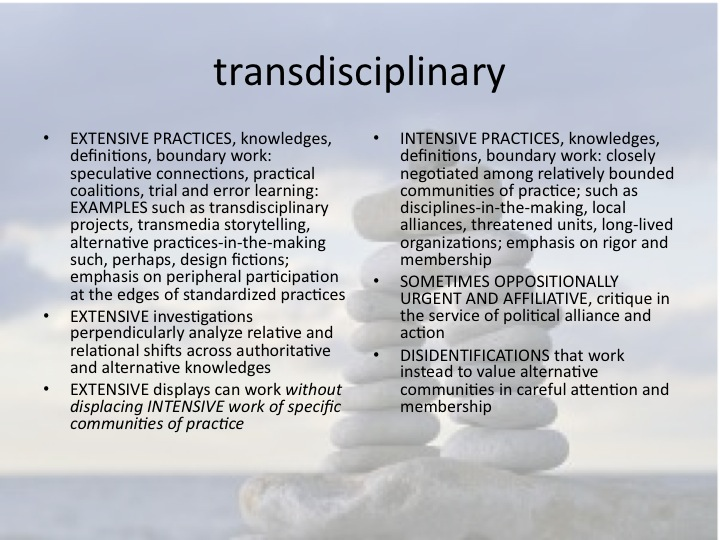 transdisciplinary
• EXTENSIVE PRACTICES, knowledges,
definitions, boundary work:
speculative connections, practical
coalitions, trial and error learning:
EXAMPLES such as transdisciplinary
projects, transmedia storytelling,
alternative practices-in-the-making
such, perhaps, design fictions;
emphasis on peripheral participation
at the edges of standardized practices
• EXTENSIVE investigations
perpendicularly analyze relative and
relational shifts across authoritative
and alternative knowledges
• EXTENSIVE displays can work without
displacing INTENSIVE work of specific
communities of practice
• INTENSIVE PRACTICES, knowledges,
definitions, boundary work: closely
negotiated among relatively bounded
communities of practice; such as
disciplines-in-the-making, local
alliances, threatened units, long-lived
organizations; emphasis on rigor and
membership
• SOMETIMES OPPOSITIONALLY
URGENT AND AFFILIATIVE, critique in
the service of political alliance and
action
• DISIDENTIFICATIONS that work
instead to value alternative
communities in careful attention and
membership